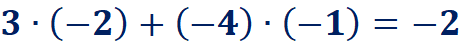 3 · (−2) + (−4) · (−1) = −2